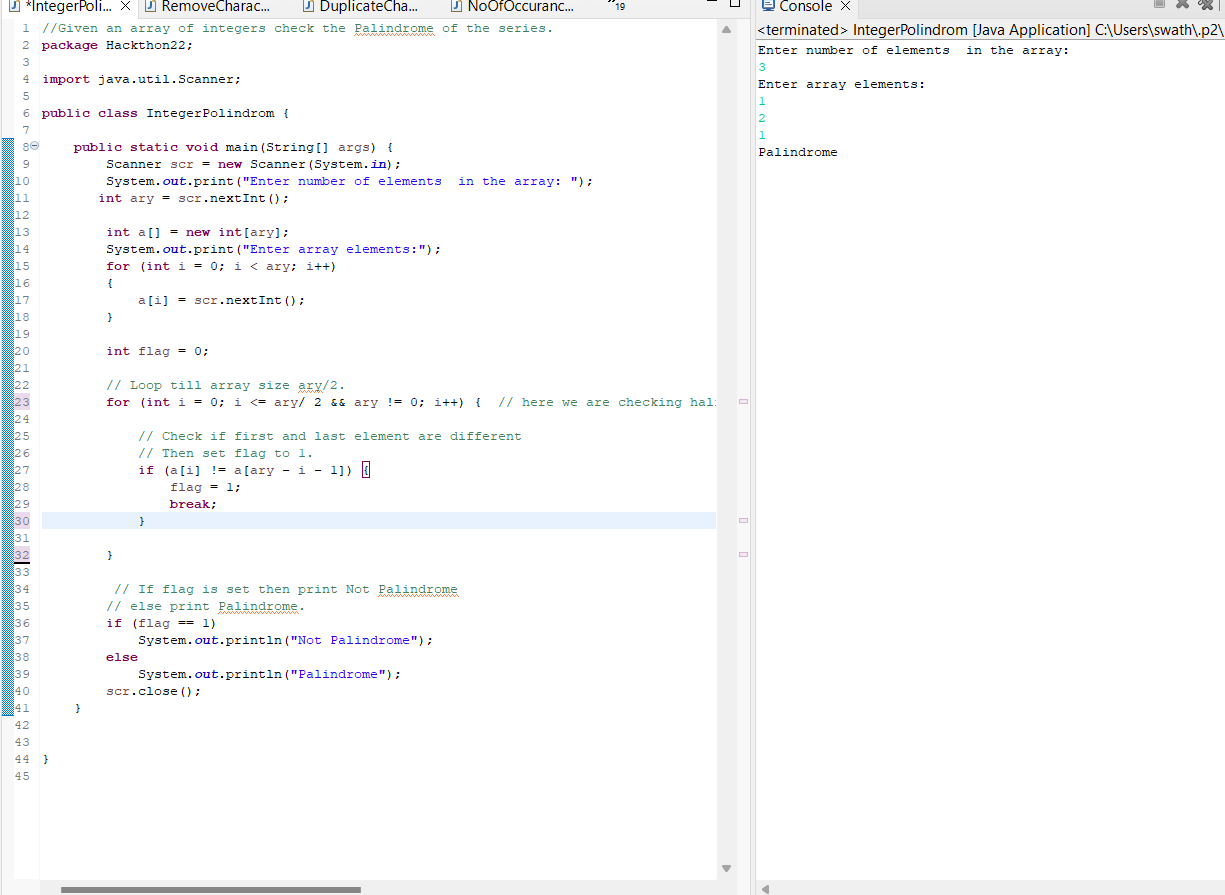 *IntegerPoli... RemoveCharac... DuplicateCha... NoOfOccuranc... "19
1 //Given an array of integers check the Palindrome of the series.
2 package Hackthon22;
3
4 import java.util.Scanner;
5
6 public class IntegerPolindrom {
7
8 public static void main(String[] args) {
9 Scanner scr = new Scanner(System.in);
10 System.out.print("Enter number of elements  in the array: ");
11 int ary = scr.nextInt();
12
13 int a[] = new int[ary];
14 System.out.print("Enter array elements:");
15 for (int i = 0; i < ary; i++)
16 {
17 a[i] = scr.nextInt();
18 }
19
20 int flag = 0;
21
22 // Loop till array size ary/2.
23 for (int i = 0; i <= ary/ 2 && ary != 0; i++) {  // here we are checking hal
24
25 // Check if first and last element are different
26 // Then set flag to 1.
27 if (a[i] != a[ary - i - 1]) {
28 flag = 1;
29 break;
30 }
31
32 }
33
34 // If flag is set then print Not Palindrome
35 // else print Palindrome.
36 if (flag == 1)
37 System.out.println("Not Palindrome");
38 else
39 System.out.println("Palindrome");
40 scr.close();
41 }
42
43
44 }
45
Console
<terminated> IntegerPolindrom [Java Application] C:\Users\swath\.p2\
Enter number of elements  in the array:
3
Enter array elements:
1
2
1
Palindrome